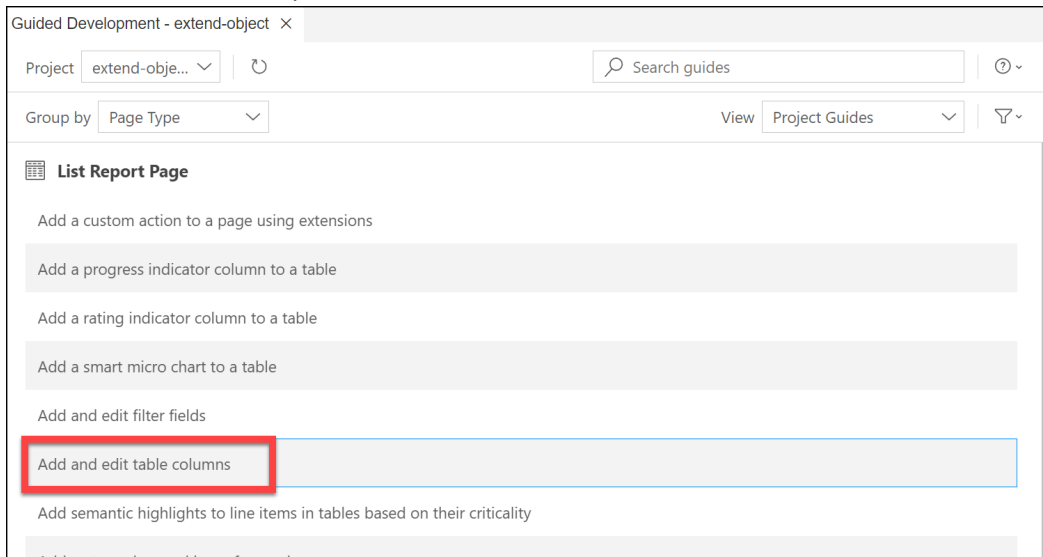 Guided Development - extend-object ×
Project extend-obje...
Search guides
Group by Page Type
View Project Guides
List Report Page
Add a custom action to a page using extensions
Add a progress indicator column to a table
Add a rating indicator column to a table
Add a smart micro chart to a table
Add and edit filter fields
Add and edit table columns
Add semantic highlights to line items in tables based on their criticality